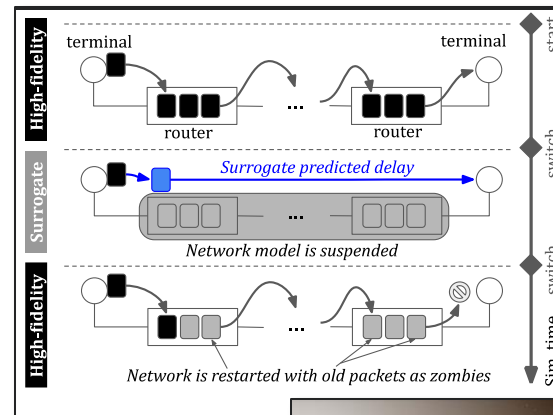 High-fidelity
terminal
terminal
router
...
router
start
switch
Surrogate
Surrogate predicted delay
...
Network model is suspended
switch
High-fidelity
...
Network is restarted with old packets as zombies
Sim. time